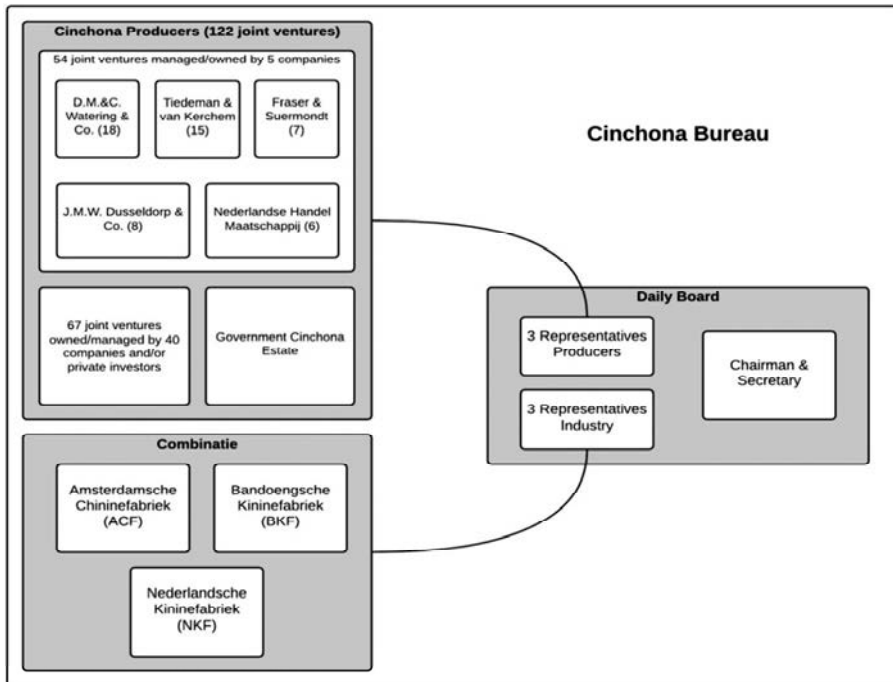 Cinchona Producers (122 joint ventures)
54 joint ventures managed/owned by 5 companies
D.M.&C.
Watering &
Co. (18)
Tiedeman &
van Kerchem
(15)
Fraser &
Suermondt
(7)
J.M.W. Dusseldorp &
Co. (8)
Nederlandse Handel
Maatschappij (6)
67 joint ventures
owned/managed by 40
companies and/or
private investors
Government Cinchona
Estate
Combinatie
Amsterdamsche
Chininefabriek
(ACF)
Bandoengsche
Kininefabriek
(BKF)
Nederlandsche
Kininefabriek
(NKF)
Cinchona Bureau
Daily Board
3 Representatives
Producers
3 Representatives
Industry
Chairman &
Secretary